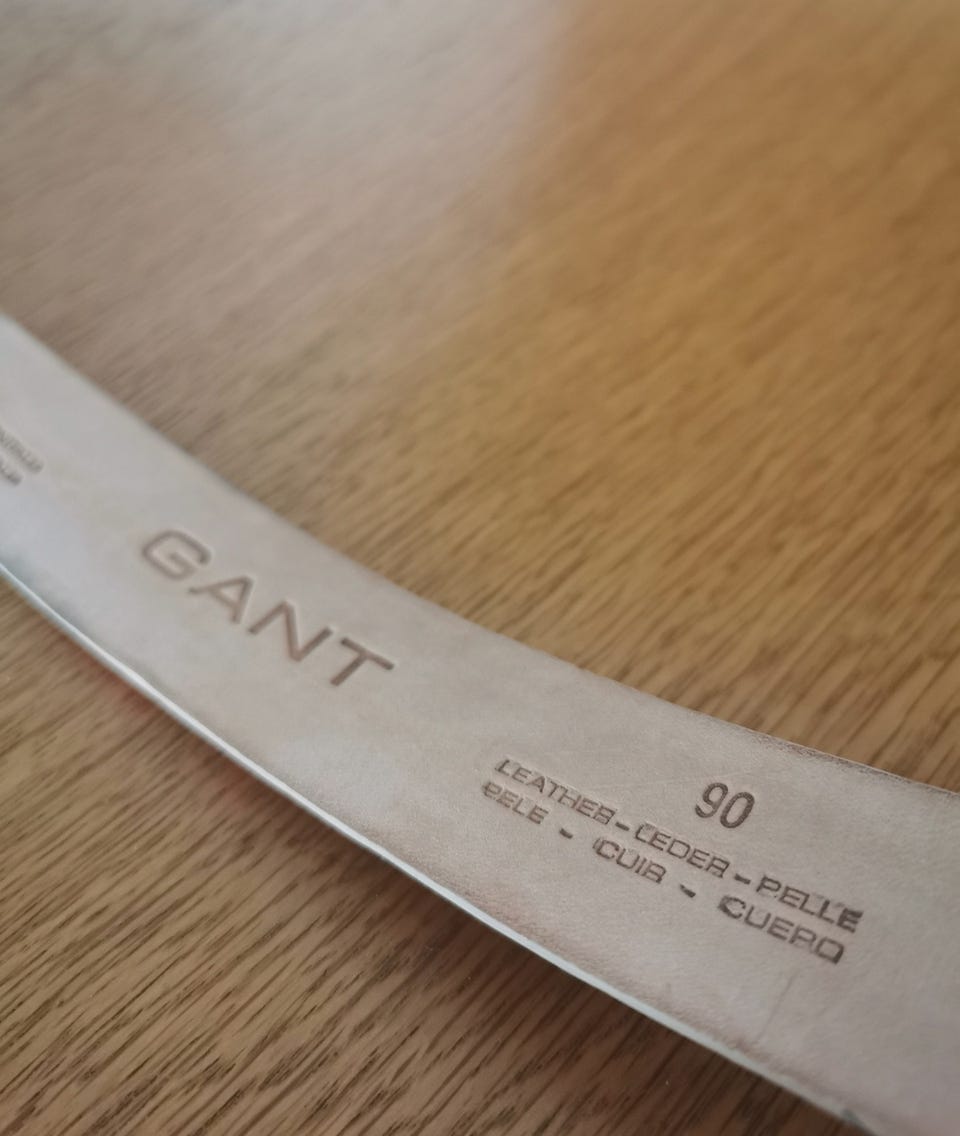 GANT
90
LEATHER-LEDER-PELLE
PELE - CUIR - CUERO